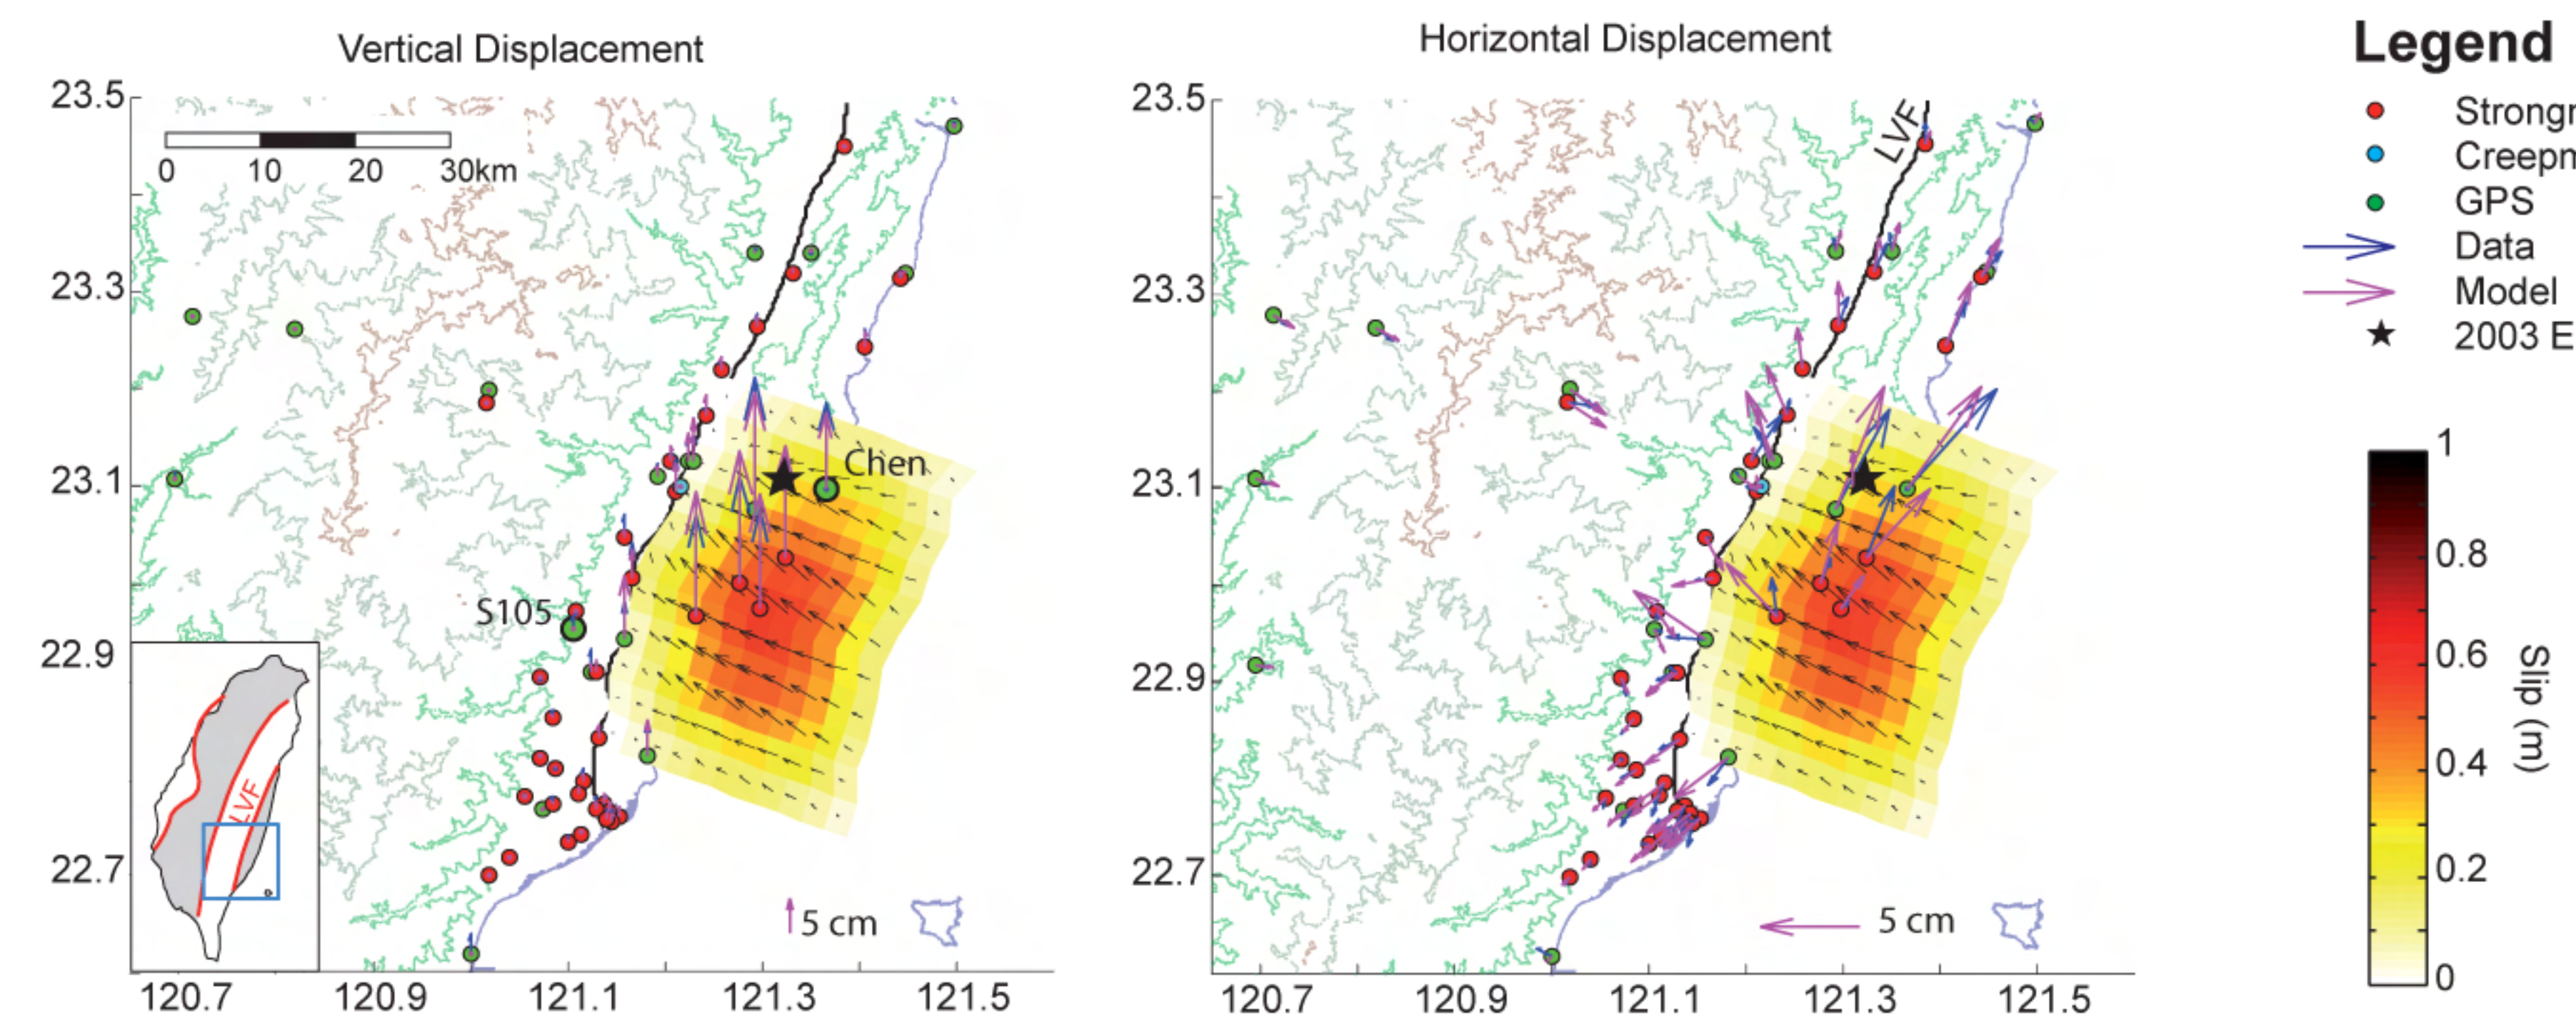 Vertical Displacement
Horizontal Displacement
Legend
23.5
23.3
23.1
22.9
22.7
0 10 20 30km
Chen
S105
LVF
5 cm
120.7 120.9 121.1 121.3 121.5
23.5
23.3
23.1
22.9
22.7
LVF
5 cm
120.7 120.9 121.1 121.3 121.5
GPS
Data
Model
2003 E
1
0.8
0.6
0.4
0.2
0
Slip (m)